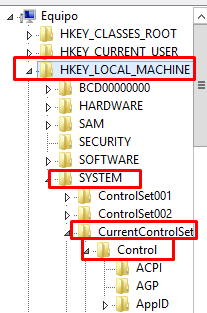 Equipo
HKEY_CLASSES_ROOT
HKEY_CURRENT_USER
HKEY_LOCAL_MACHINE
BCD00000000
HARDWARE
SAM
SECURITY
SOFTWARE
SYSTEM
ControlSet001
ControlSet002
CurrentControlSet
Control
ACPI
AGP
AppID